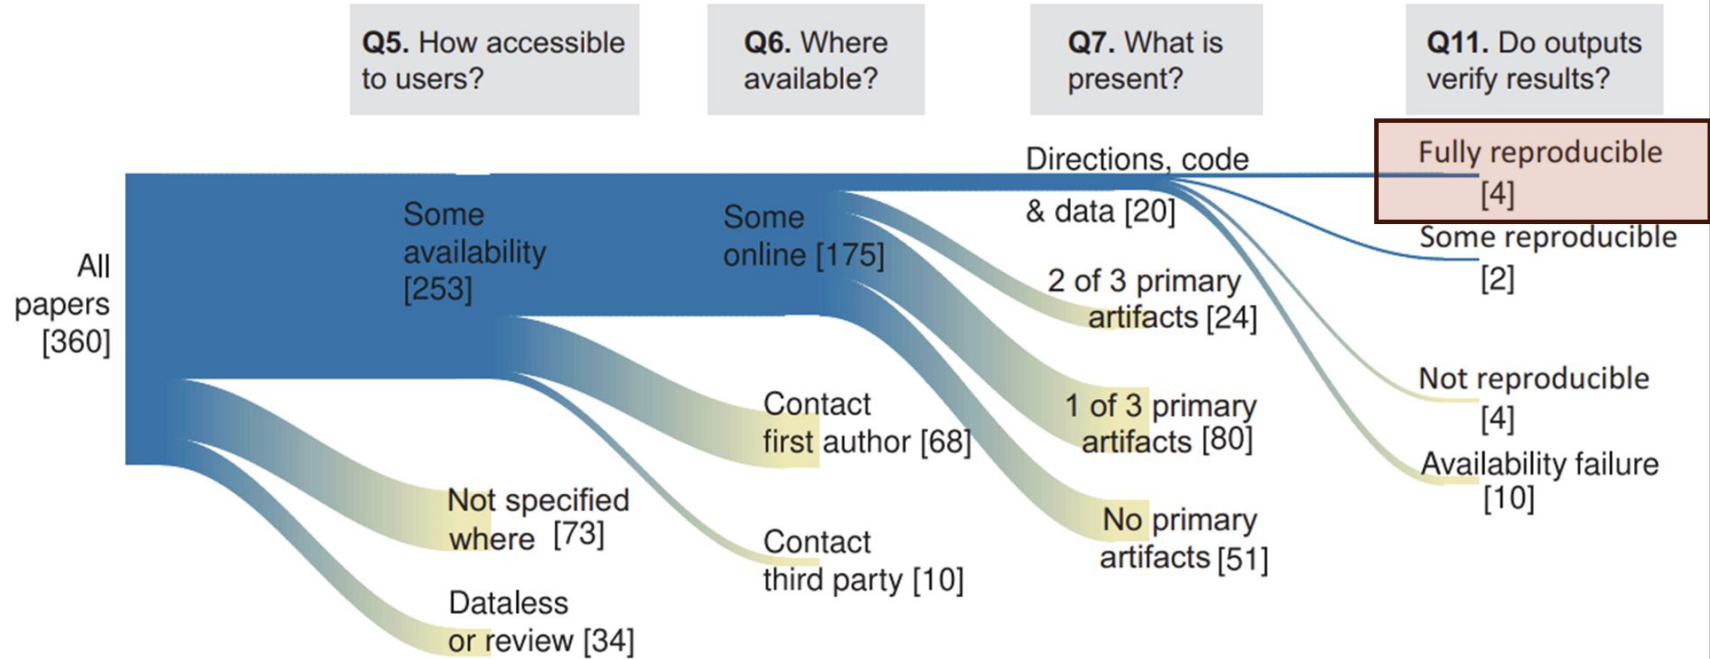 Q5. How accessible
to users?
Q6. Where
available?
Q7. What is
present?
Q11. Do outputs
verify results?
All
papers
[360]
Some
availability
[253]
Not specified
where [73]
Dataless
or review [34]
Some
online [175]
Contact
first author [68]
Contact
third party [10]
Directions, code
& data [20]
2 of 3 primary
artifacts [24]
1 of 3 primary
artifacts [80]
No primary
artifacts [51]
Fully reproducible
[4]
Some reproducible
[2]
Not reproducible
[4]
Availability failure
[10]